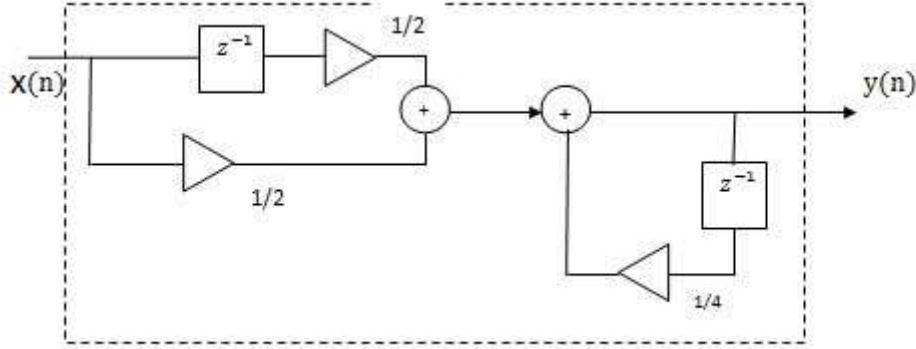 1/2
z⁻¹
x(n)
y(n)
+
+
1/2
z⁻¹
1/4